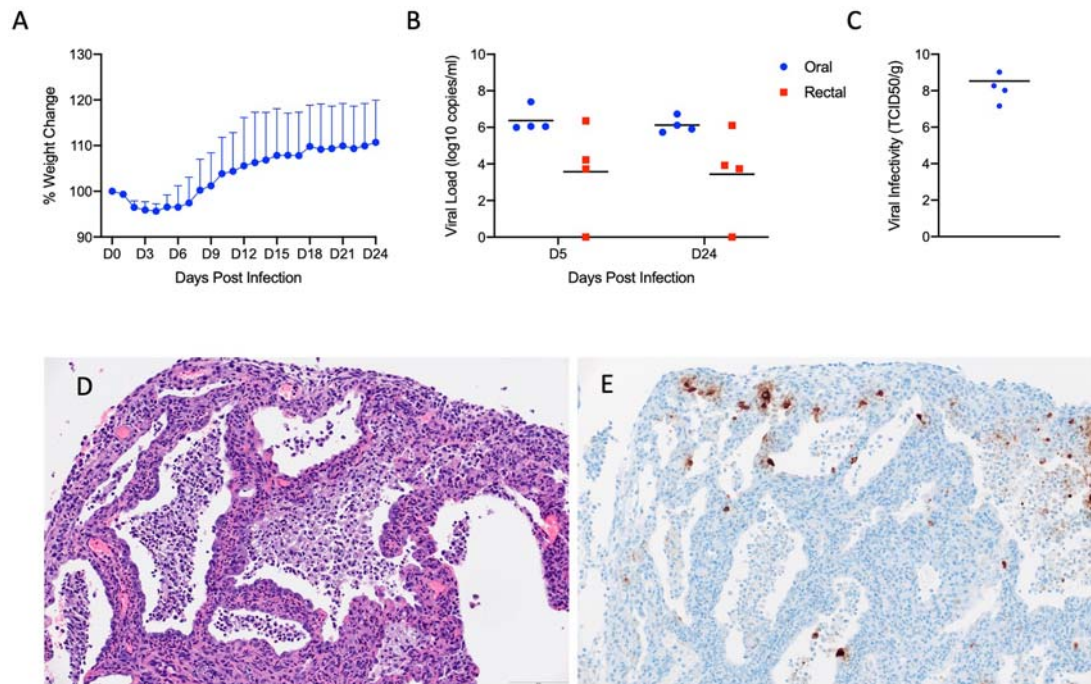 A
130
120
110
100
90
% Weight Change
D0 D3 D6 D9 D12 D15 D18 D21 D24
Days Post Infection
B
10
8
6
4
2
0
Viral Load (log10 copies/ml)
D5 D24
Days Post Infection
Oral
Rectal
C
10
8
6
4
2
0
Viral Infectivity (TCID50/g)
D
E